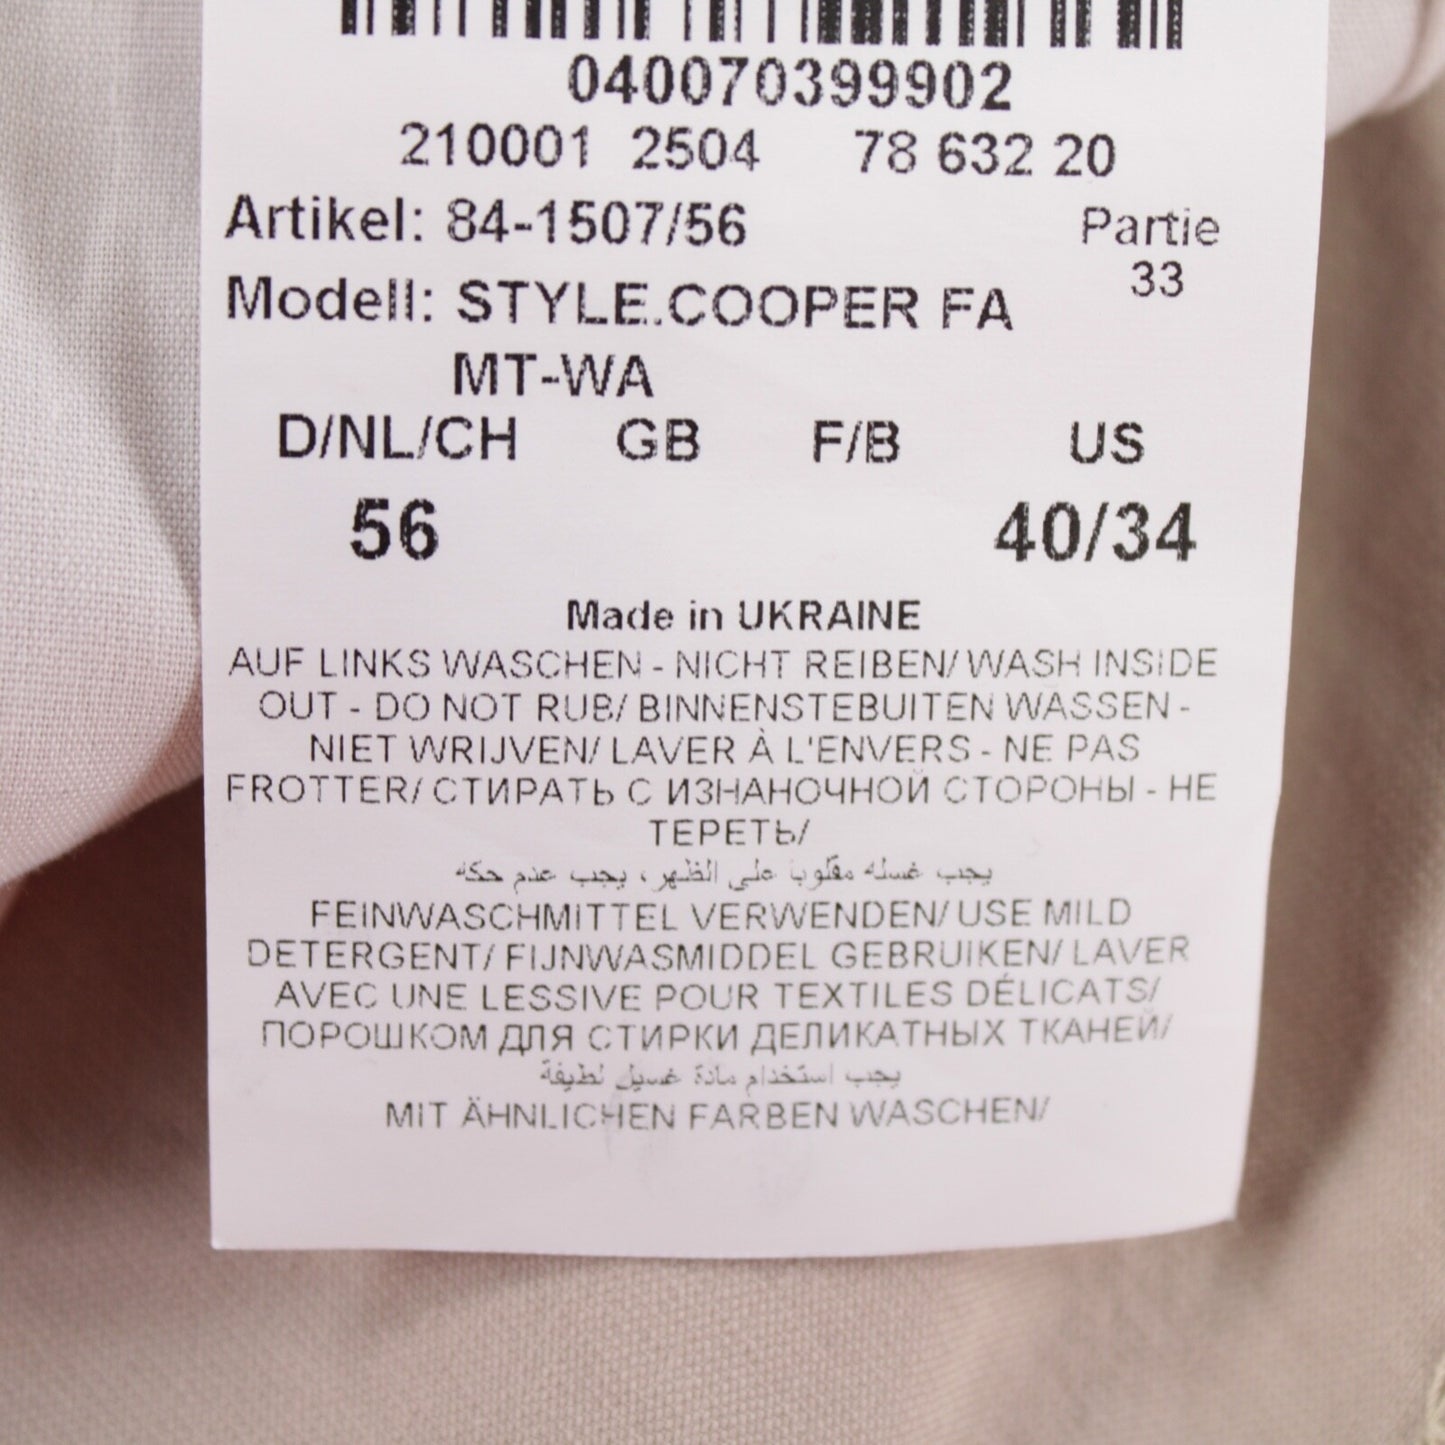 040070399902
210001 2504 78 632 20
Artikel: 84-1507/56 Partie
33
Modell: STYLE.COOPER FA
MT-WA
D/NL/CH GB F/B US
56 40/34
Made in UKRAINE
AUF LINKS WASCHEN - NICHT REIBEN/ WASH INSIDE
OUT - DO NOT RUB/ BINNENSTEBUITEN WASSEN -
NIET WRIJVEN/ LAVER À L'ENVERS - NE PAS
FROTTER/ СТИРАТЬ С ИЗНАНОЧНОЙ СТОРОНЫ - НЕ
ТЕРЕТЬ/
يجب غسله مقلوبا على الظهر، يجب عدم حكه
FEINWASCHMITTEL VERWENDEN/ USE MILD
DETERGENT/ FIJNWASMIDDEL GEBRUIKEN/ LAVER
AVEC UNE LESSIVE POUR TEXTILES DÉLICATS/
ПОРОШКОМ ДЛЯ СТИРКИ ДЕЛИКАТНЫХ ТКАНЕЙ/
يجب استخدام مادة غسيل لطيفة
MIT ÄHNLICHEN FARBEN WASCHEN/